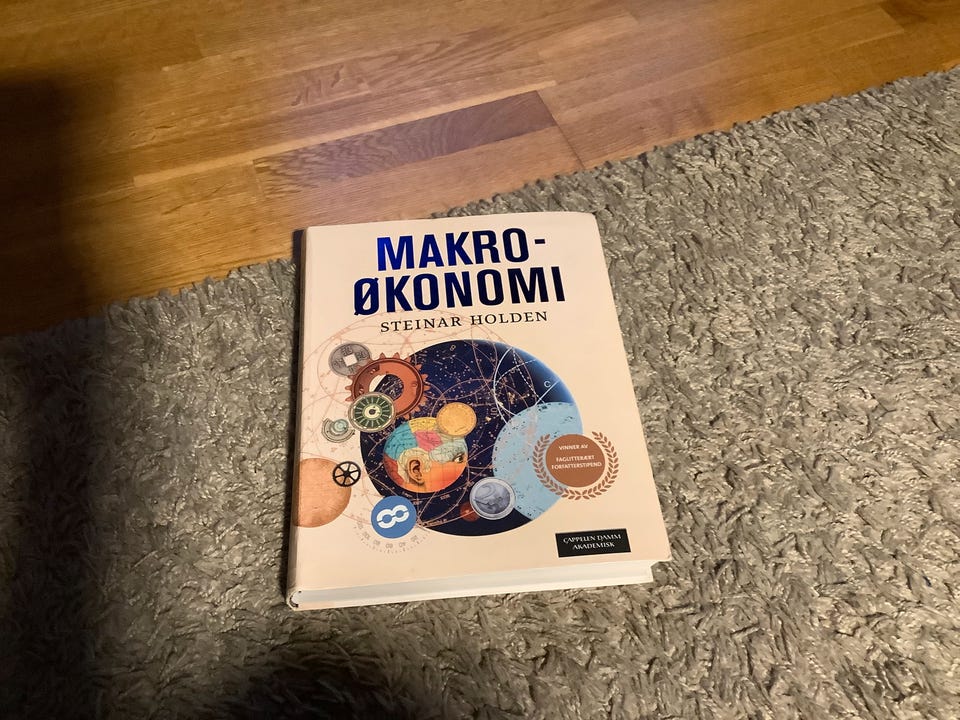 MAKRO-
ØKONOMI
STEINAR HOLDEN
VINNER AV
FAGLITTERÆRT
FORFATTERSTIPEND
CAPPELEN DAMM
AKADEMISK